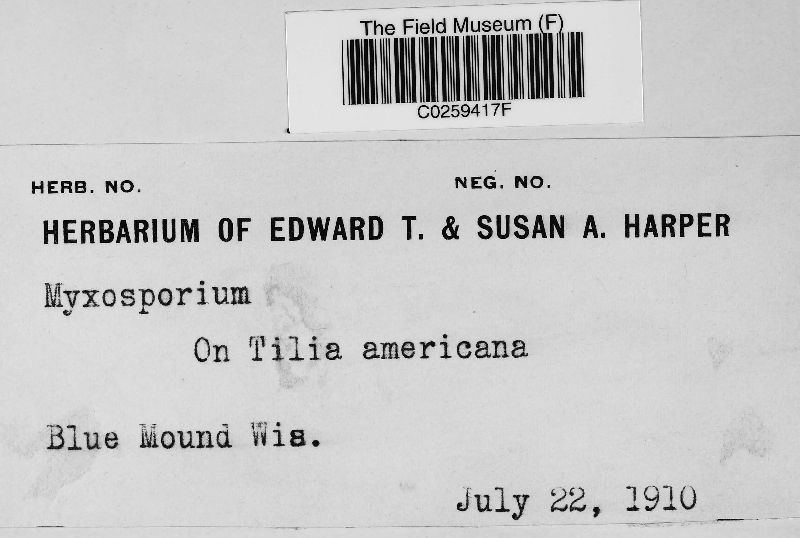 The Field Museum (F)
C0259417F
HERB. NO. NEG. NO.
HERBARIUM OF EDWARD T. & SUSAN A. HARPER
Myxosporium
On Tilia americana
Blue Mound Wis.
July 22, 1910